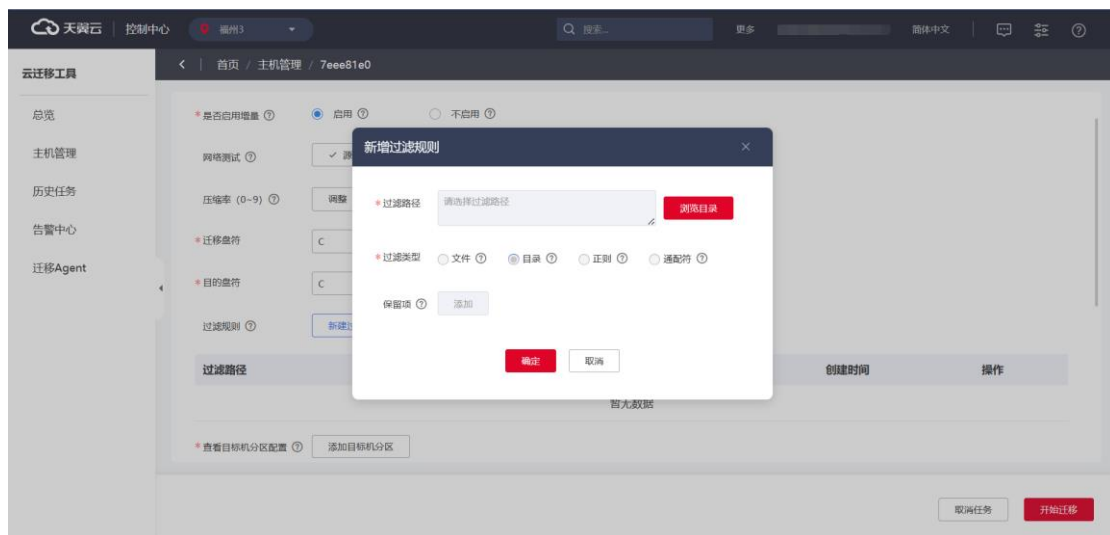 天翼云 控制中心 福州3 搜索... 更多 简体中文
云迁移工具
首页 / 主机管理 / 7eee81e0
总览
主机管理
历史任务
告警中心
迁移Agent
*是否启用增量 启用 不启用
网络测试 源
压缩率 (0~9) 调整
*迁移盘符 C
*目的盘符 C
过滤规则 新建过
过滤路径 创建时间 操作
暂无数据
*查看目标机分区配置 添加目标机分区
新增过滤规则
*过滤路径 请选择过滤路径 浏览目录
*过滤类型 文件 目录 正则 通配符
保留项 添加
确定 取消
取消任务 开始迁移